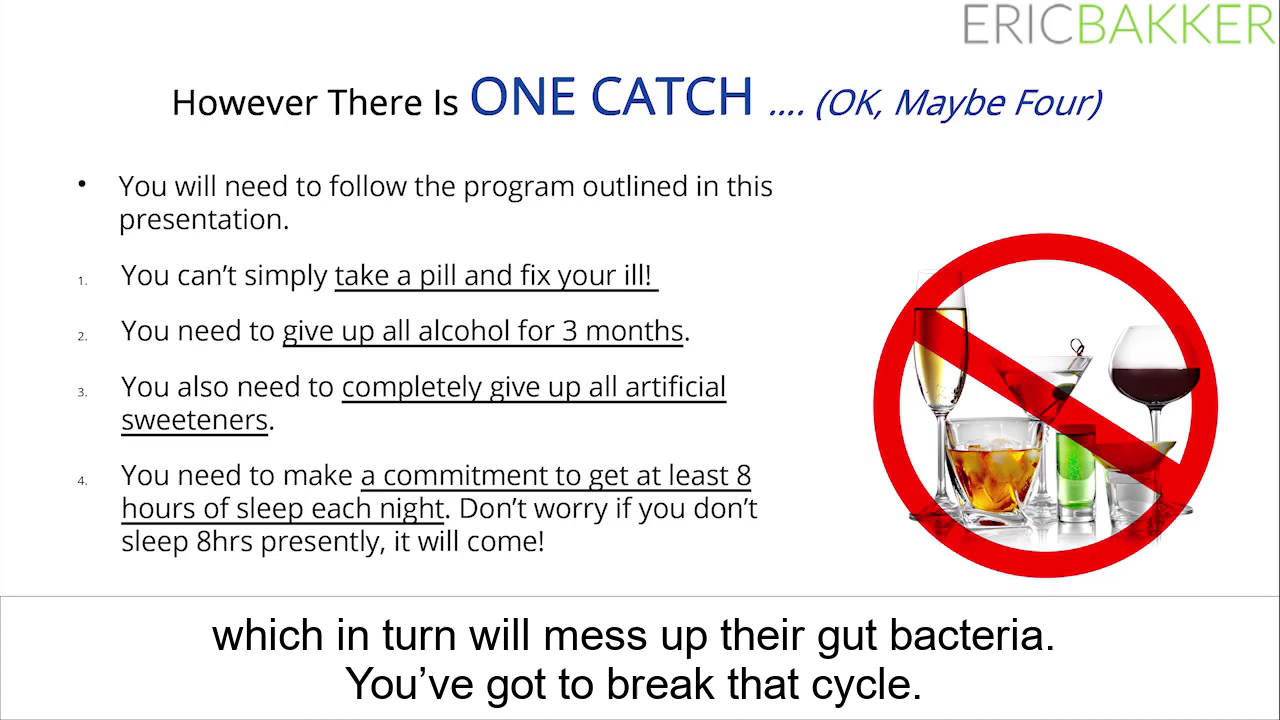 ERICBAKKER
However There Is ONE CATCH .... (OK, Maybe Four)
• You will need to follow the program outlined in this
presentation.
1. You can't simply take a pill and fix your ill!
2. You need to give up all alcohol for 3 months.
3. You also need to completely give up all artificial
sweeteners.
4. You need to make a commitment to get at least 8
hours of sleep each night. Don't worry if you don't
sleep 8hrs presently, it will come!
which in turn will mess up their gut bacteria.
You've got to break that cycle.